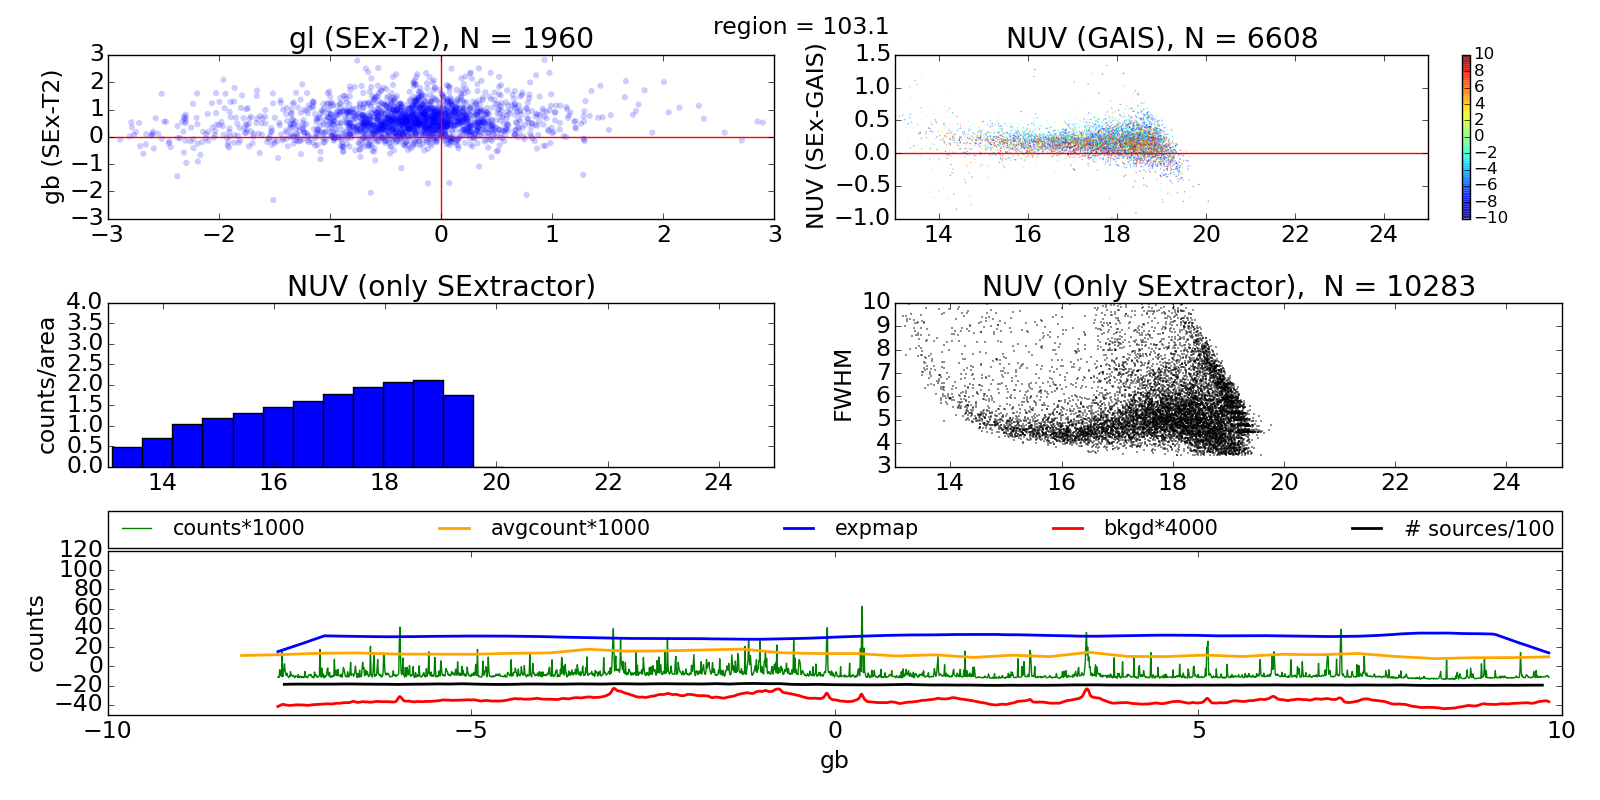 region = 103.1
gl (SEx-T2), N = 1960
gb (SEx-T2)
3
2
1
0
−1
−2
−3
−3 −2 −1 0 1 2 3
NUV (GAIS), N = 6608
NUV (SEx-GAIS)
1.5
1.0
0.5
0.0
−0.5
−1.0
14 16 18 20 22 24
10
8
6
4
2
0
−2
−4
−6
−8
−10
NUV (only SExtractor)
counts/area
4.0
3.5
3.0
2.5
2.0
1.5
1.0
0.5
0.0
14 16 18 20 22 24
NUV (Only SExtractor),  N = 10283
FWHM
10
9
8
7
6
5
4
3
14 16 18 20 22 24
counts*1000 avgcount*1000 expmap bkgd*4000 # sources/100
counts
120
100
80
60
40
20
0
−20
−40
−10 −5 0 5 10
gb